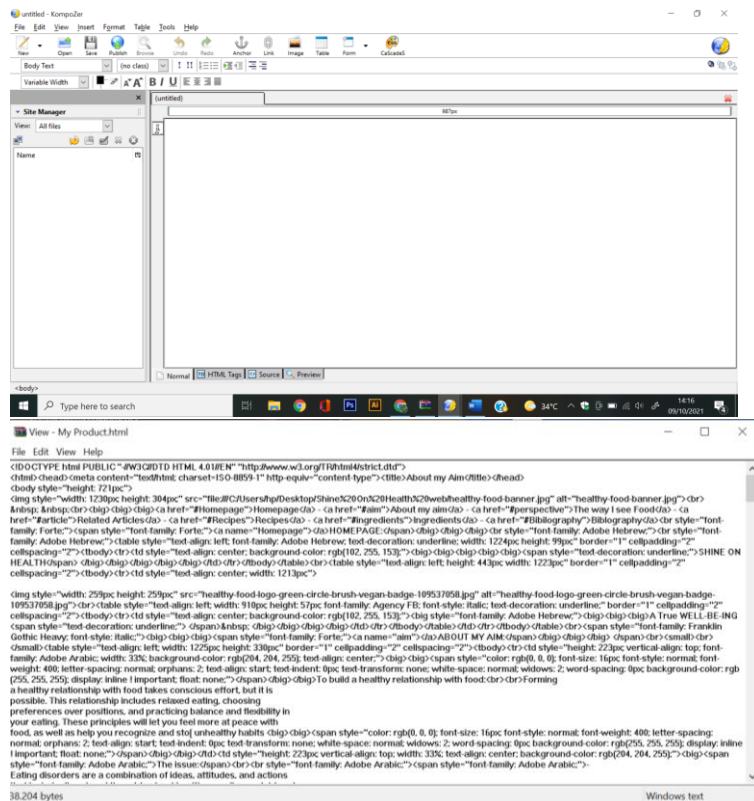 untitled - KompoZer
File Edit View Insert Format Table Tools Help
New Open Save Publish Browse Undo Redo Anchor Link Image Table Form CaScadeS
Body Text (no class)
Variable Width
(untitled)
Site Manager
987px
View: All files
Name
Normal HTML Tags Source Preview
<body>
Type here to search
34°C
14:16
09/10/2021
View - My Product.html
File Edit View Help
<!DOCTYPE html PUBLIC "-//W3C//DTD HTML 4.01//EN" "http://www.w3.org/TR/html4/strict.dtd">
<html><head><meta content="text/html; charset=ISO-8859-1" http-equiv="content-type"><title>About my Aim</title></head>
<body style="height: 721px">
<img style="width: 1230px; height: 304px;" src="file:///C:/Users/hp/Desktop/Shine%20On%20Health%20web/healthy-food-banner.jpg" alt="healthy-food-banner.jpg"><br>
&nbsp; &nbsp;<br><big><big><big><a href="#Homepage">Homepage</a> - <a href="#aim">About my aim</a> - <a href="#perspective">The way I see Food</a> - <a
href="#article">Related Articles</a> - <a href="#Recipes">Recipes</a> - <a href="#ingredients">Ingredients</a> - <a href="#Bibilography">Biblography</a><br style="font-
family: Forte;"><span style="font-family: Forte;"><a name="Homepage"></a>HOMEPAGE:</span></big></big></big><br style="font-family: Adobe Hebrew;"><br style="font-
family: Adobe Hebrew;"><table style="text-align: left; font-family: Adobe Hebrew; text-decoration: underline; width: 1224px; height: 99px" border="1" cellpadding="2"
cellspacing="2"><tbody><tr><td style="text-align: center; background-color: rgb(102, 255, 153);"><big><big><big><big><big><span style="text-decoration: underline;">SHINE ON
HEALTH</span> </big></big></big></big></big></td></tr></tbody></table><br><table style="text-align: left; height: 443px; width: 1223px;" border="1" cellpadding="2"
cellspacing="2"><tbody><tr><td style="text-align: center; width: 1213px;">
<img style="width: 259px; height: 259px;" src="healthy-food-logo-green-circle-brush-vegan-badge-109537058.jpg" alt="healthy-food-logo-green-circle-brush-vegan-badge-
109537058.jpg"><br><table style="text-align: left; width: 910px; height: 57px; font-family: Agency FB; font-style: italic; text-decoration: underline;" border="1" cellpadding="2"
cellspacing="2"><tbody><tr><td style="text-align: center; background-color: rgb(102, 255, 153);"><big style="font-family: Adobe Hebrew;"><big><big><big>A True WELL-BE-ING
<span style="text-decoration: underline;"> </span>&nbsp; </big></big></big></big></td></tr></tbody></table></td></tr></tbody></table><br><span style="font-family: Franklin
Gothic Heavy; font-style: italic;"><big><big><big><span style="font-family: Forte;"><a name="aim"></a>ABOUT MY AIM:</span></big></big></big> </span><br><small><br>
</small><table style="text-align: left; width: 1225px; height: 330px;" border="1" cellpadding="2" cellspacing="2"><tbody><tr><td style="height: 223px; vertical-align: top; font-
family: Adobe Arabic; width: 33%; background-color: rgb(204, 204, 255); text-align: center;"><big><big><span style="color: rgb(0, 0, 0); font-size: 16px; font-style: normal; font-
weight: 400; letter-spacing: normal; orphans: 2; text-align: start; text-indent: 0px; text-transform: none; white-space: normal; widows: 2; word-spacing: 0px; background-color: rgb
(255, 255, 255); display: inline ! important; float: none;"></span></big></big>To build a healthy relationship with food:<br><br>Forming
a healthy relationship with food takes conscious effort, but it is
possible. This relationship includes relaxed eating, choosing
preferences over positions, and practicing balance and flexibility in
your eating. These principles will let you feel more at peace with
food, as well as help you recognize and sto[ unhealthy habits <big><big><span style="color: rgb(0, 0, 0); font-size: 16px; font-style: normal; font-weight: 400; letter-spacing:
normal; orphans: 2; text-align: start; text-indent: 0px; text-transform: none; white-space: normal; widows: 2; word-spacing: 0px; background-color: rgb(255, 255, 255); display: inline
! important; float: none;"></span></big></big></td><td style="height: 223px; vertical-align: top; width: 33%; text-align: center; background-color: rgb(204, 204, 255);"><big><span
style="font-family: Adobe Arabic;">The issue:</span><br><br style="font-family: Adobe Arabic;"><span style="font-family: Adobe Arabic;">-
Eating disorders are a combination of ideas, attitudes, and actions
38.204 bytes
Windows text